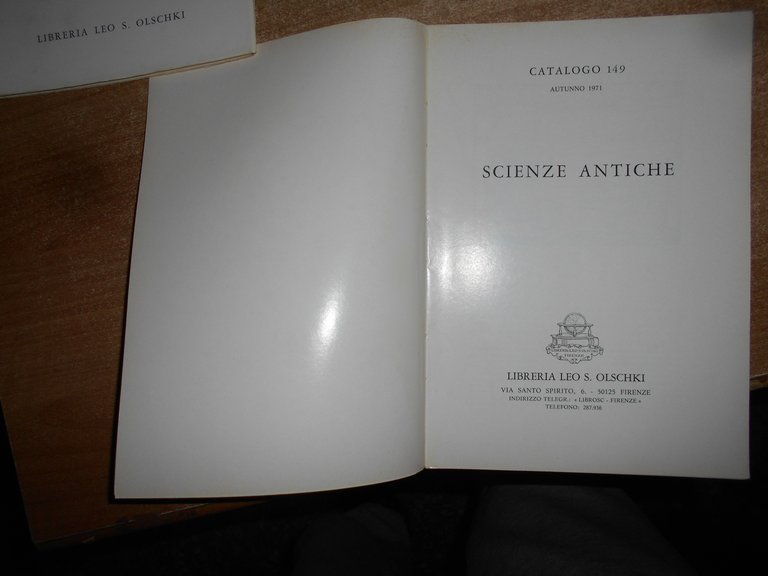 LIBRERIA LEO S. OLSCHKI
CATALOGO 149
AUTUNNO 1971
SCIENZE ANTICHE
FIRENZE
LIBRERIA LEO S. OLSCHKI
VIA SANTO SPIRITO, 6. - 50125 FIRENZE
INDIRIZZO TELEGR.: « LIBROSC - FIRENZE »
TELEFONO: 287.936